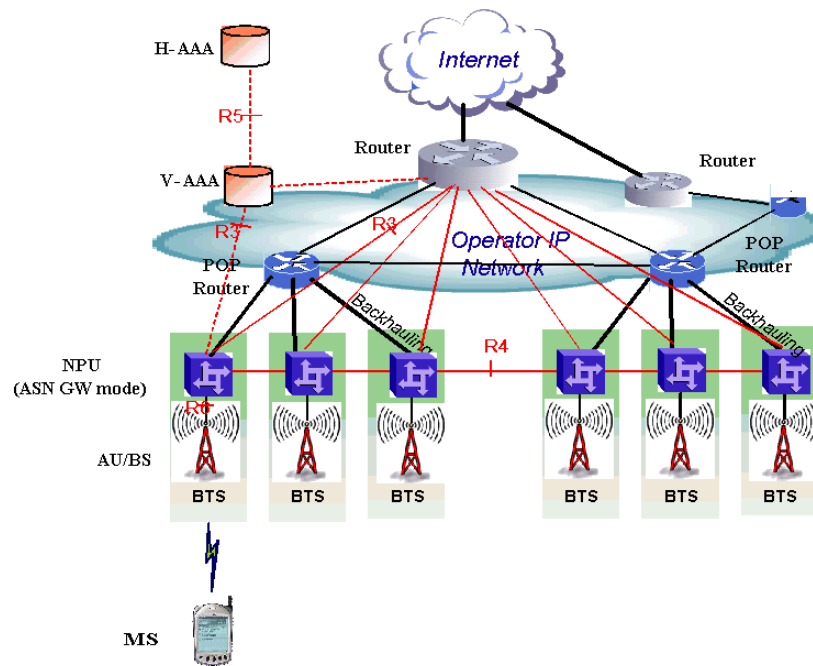 H- AAA
Internet
R5
Router
Router
V- AAA
R3
R3
Operator IP
Network
POP
Router
POP
Router
Backhauling
Backhauling
NPU
(ASN GW mode)
R4
R6
AU/BS
BTS
BTS
BTS
BTS
BTS
BTS
MS